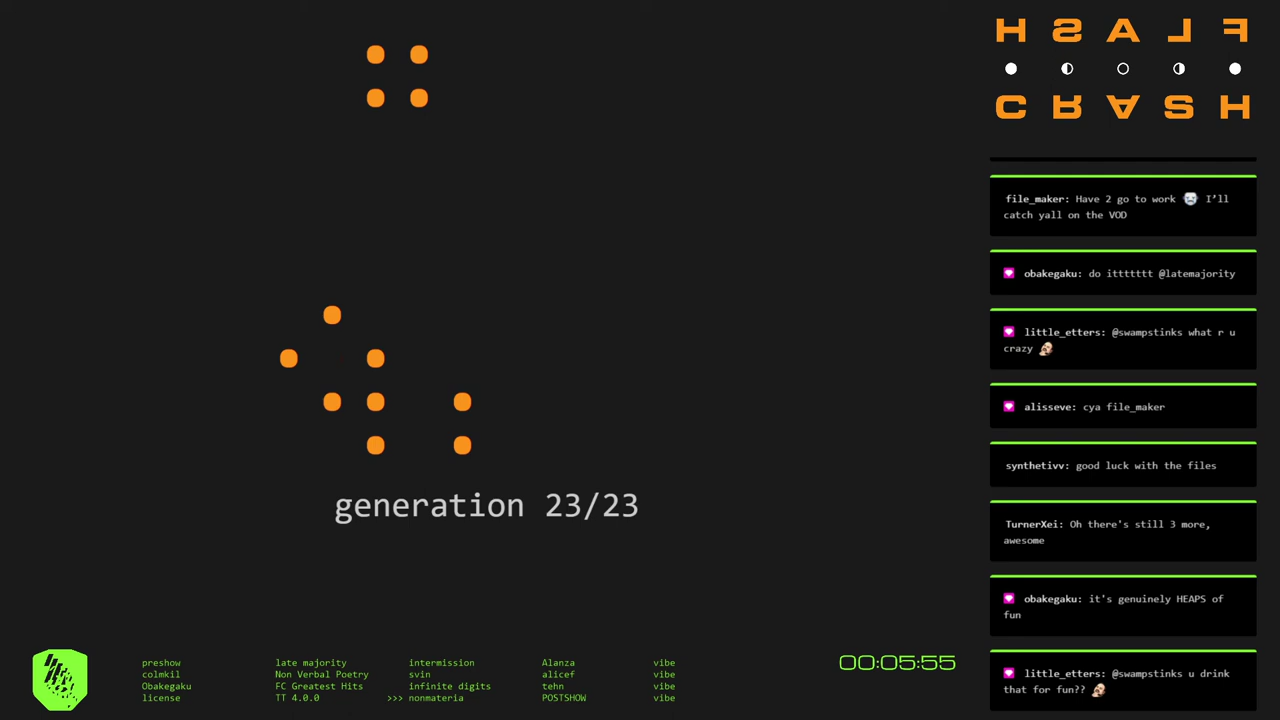 HSALF
CRASH
file_maker: Have 2 go to work I'll
catch yall on the VOD
obakegaku: do ittttttt @latemajority
little_etters: @swampstinks what r u
crazy
alisseve: cya file_maker
synthetivv: good luck with the files
TurnerXei: Oh there's still 3 more,
awesome
obakegaku: it's genuinely HEAPS of
fun
little_etters: @swampstinks u drink
that for fun??
generation 23/23
00:05:55
preshow
colmkil
Obakegaku
license
late majority
Non Verbal Poetry
FC Greatest Hits
TT 4.0.0
intermission
svin
infinite digits
>>> nonmateria
Alanza
alicef
tehn
POSTSHOW
vibe
vibe
vibe
vibe